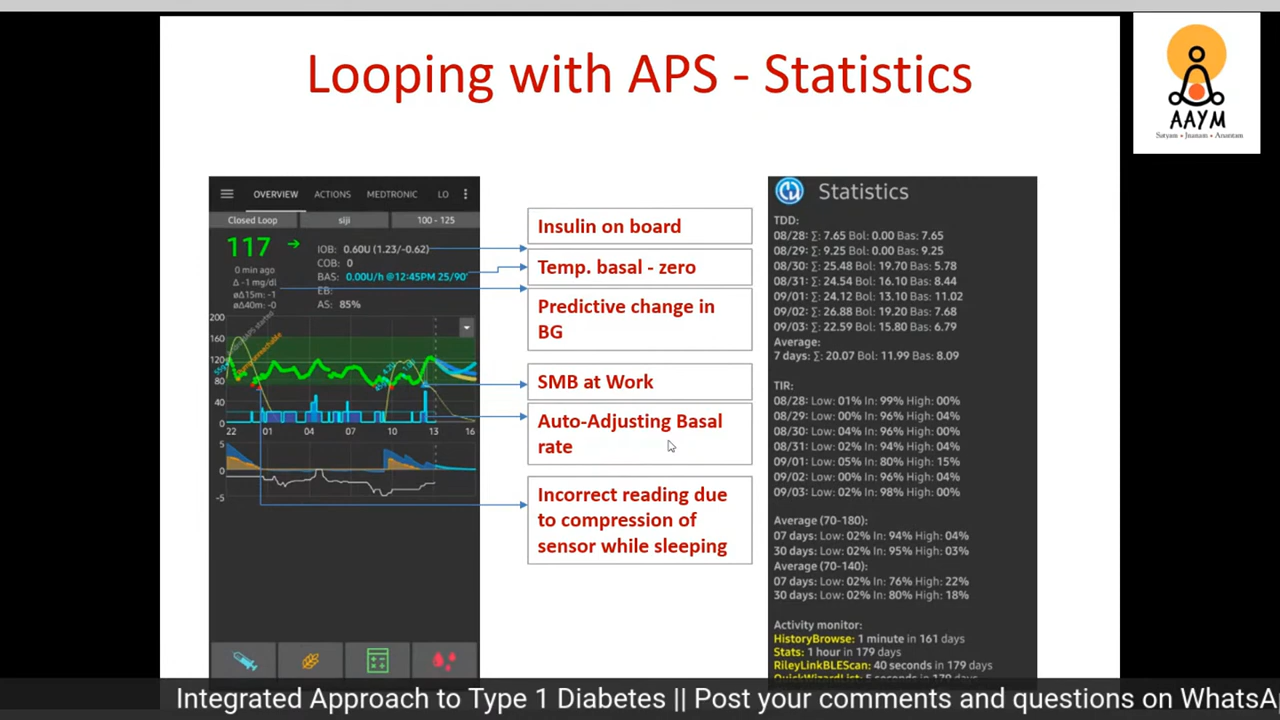 Looping with APS - Statistics
AAYM
Satyam • Jnanam • Anantam
OVERVIEW ACTIONS MEDTRONIC LO
Closed Loop siji 100 - 125
117
0 min ago
Δ -1 mg/dl
øΔ15m: -1
øΔ40m: -0
IOB: 0.60U (1.23/-0.62)
COB: 0
BAS: 0.00U/h @12:45PM 25/90'
EB:
AS: 85%
200
160
120
80
40
0
22 01 04 07 10 13 16
5
0
-5
Insulin on board
Temp. basal - zero
Predictive change in
BG
SMB at Work
Auto-Adjusting Basal
rate
Incorrect reading due
to compression of
sensor while sleeping
Statistics
TDD:
08/28: Σ: 7.65 Bol: 0.00 Bas: 7.65
08/29: Σ: 9.25 Bol: 0.00 Bas: 9.25
08/30: Σ: 25.48 Bol: 19.70 Bas: 5.78
08/31: Σ: 24.54 Bol: 16.10 Bas: 8.44
09/01: Σ: 24.12 Bol: 13.10 Bas: 11.02
09/02: Σ: 26.88 Bol: 19.20 Bas: 7.68
09/03: Σ: 22.59 Bol: 15.80 Bas: 6.79
Average:
7 days: Σ: 20.07 Bol: 11.99 Bas: 8.09
TIR:
08/28: Low: 01% In: 99% High: 00%
08/29: Low: 00% In: 96% High: 04%
08/30: Low: 04% In: 96% High: 00%
08/31: Low: 02% In: 94% High: 04%
09/01: Low: 05% In: 80% High: 15%
09/02: Low: 00% In: 96% High: 04%
09/03: Low: 02% In: 98% High: 00%
Average (70-180):
07 days: Low: 02% In: 94% High: 04%
30 days: Low: 02% In: 95% High: 03%
Average (70-140):
07 days: Low: 02% In: 76% High: 22%
30 days: Low: 02% In: 80% High: 18%
Activity monitor:
HistoryBrowse: 1 minute in 161 days
Stats: 1 hour in 179 days
RileyLinkBLEScan: 40 seconds in 179 days
QuickWizardList: 5 seconds in 179 days
Integrated Approach to Type 1 Diabetes || Post your comments and questions on WhatsA